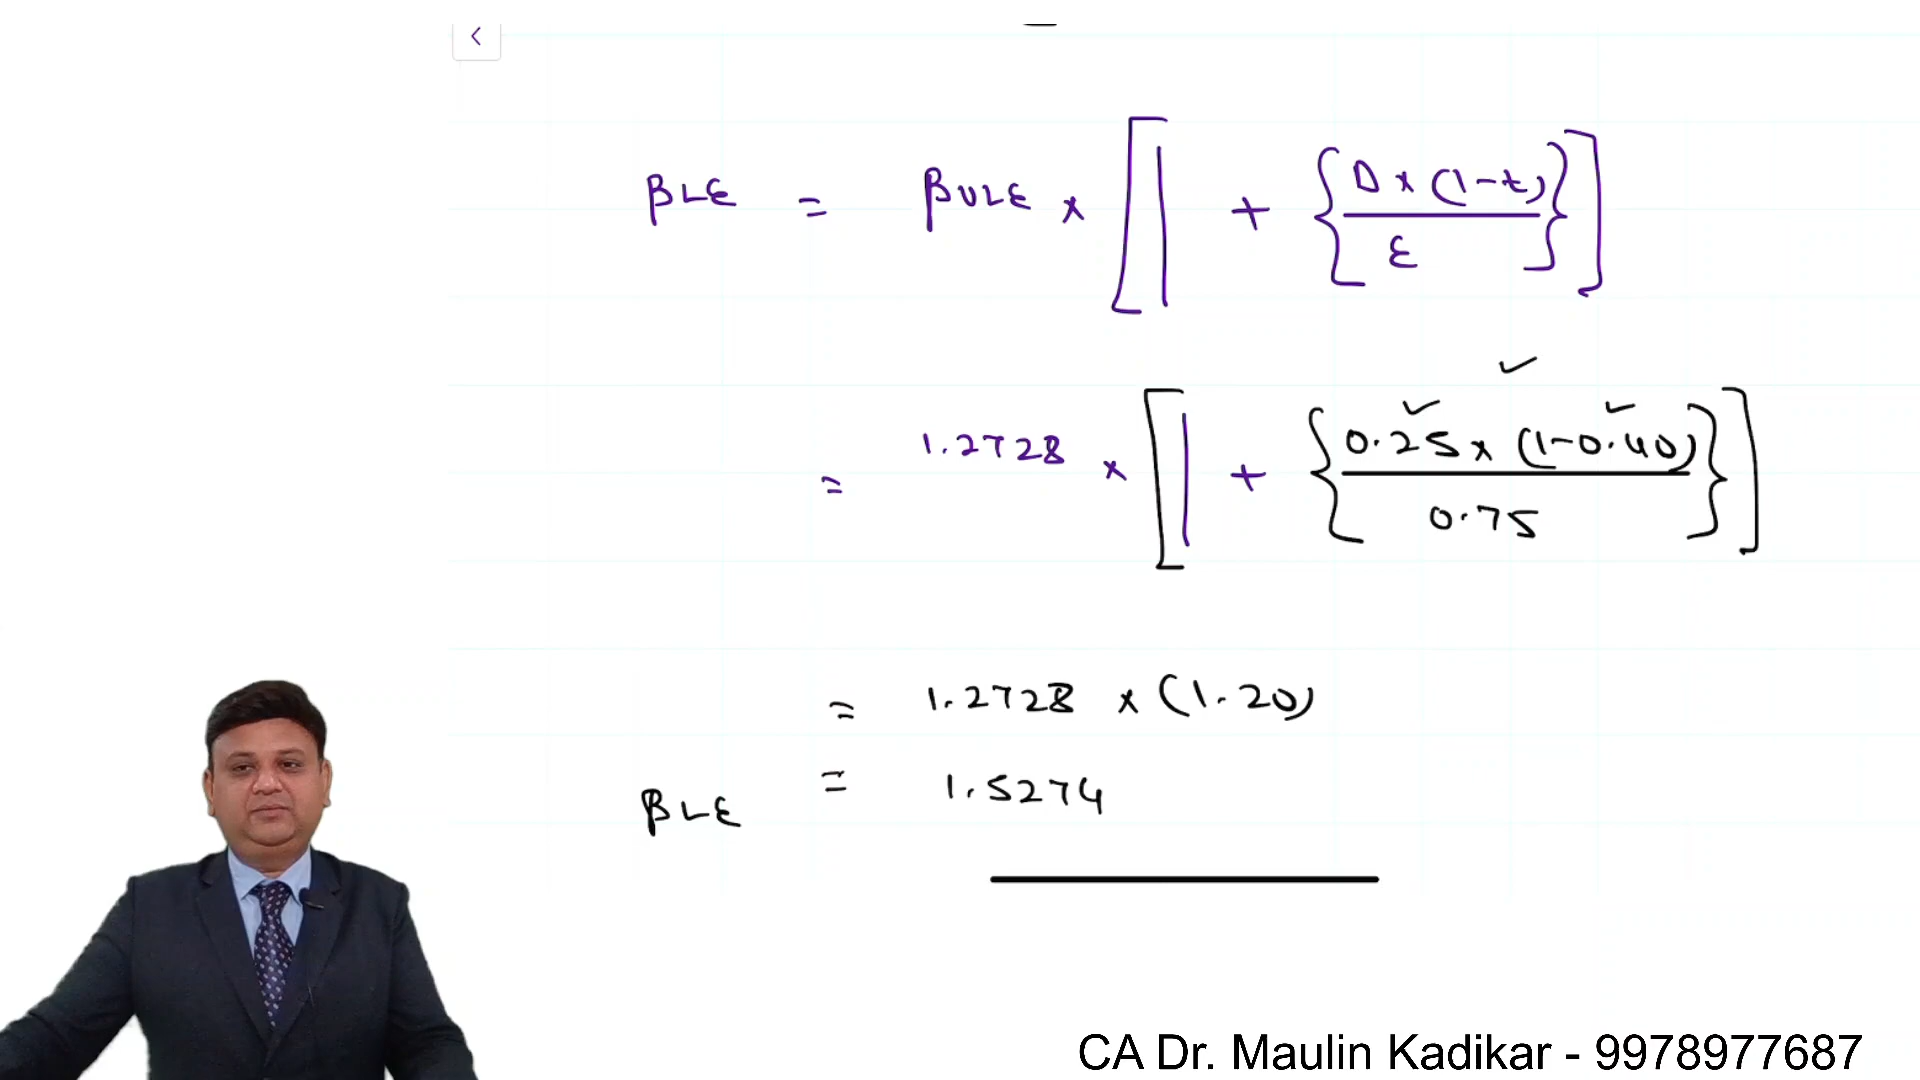 βLE = βULE × [1 + {D × (1-t) / E}]
= 1.2728 × [1 + {0.25 × (1-0.40) / 0.75}]
= 1.2728 × (1.20)
βLE = 1.5274
CA Dr. Maulin Kadikar - 9978977687